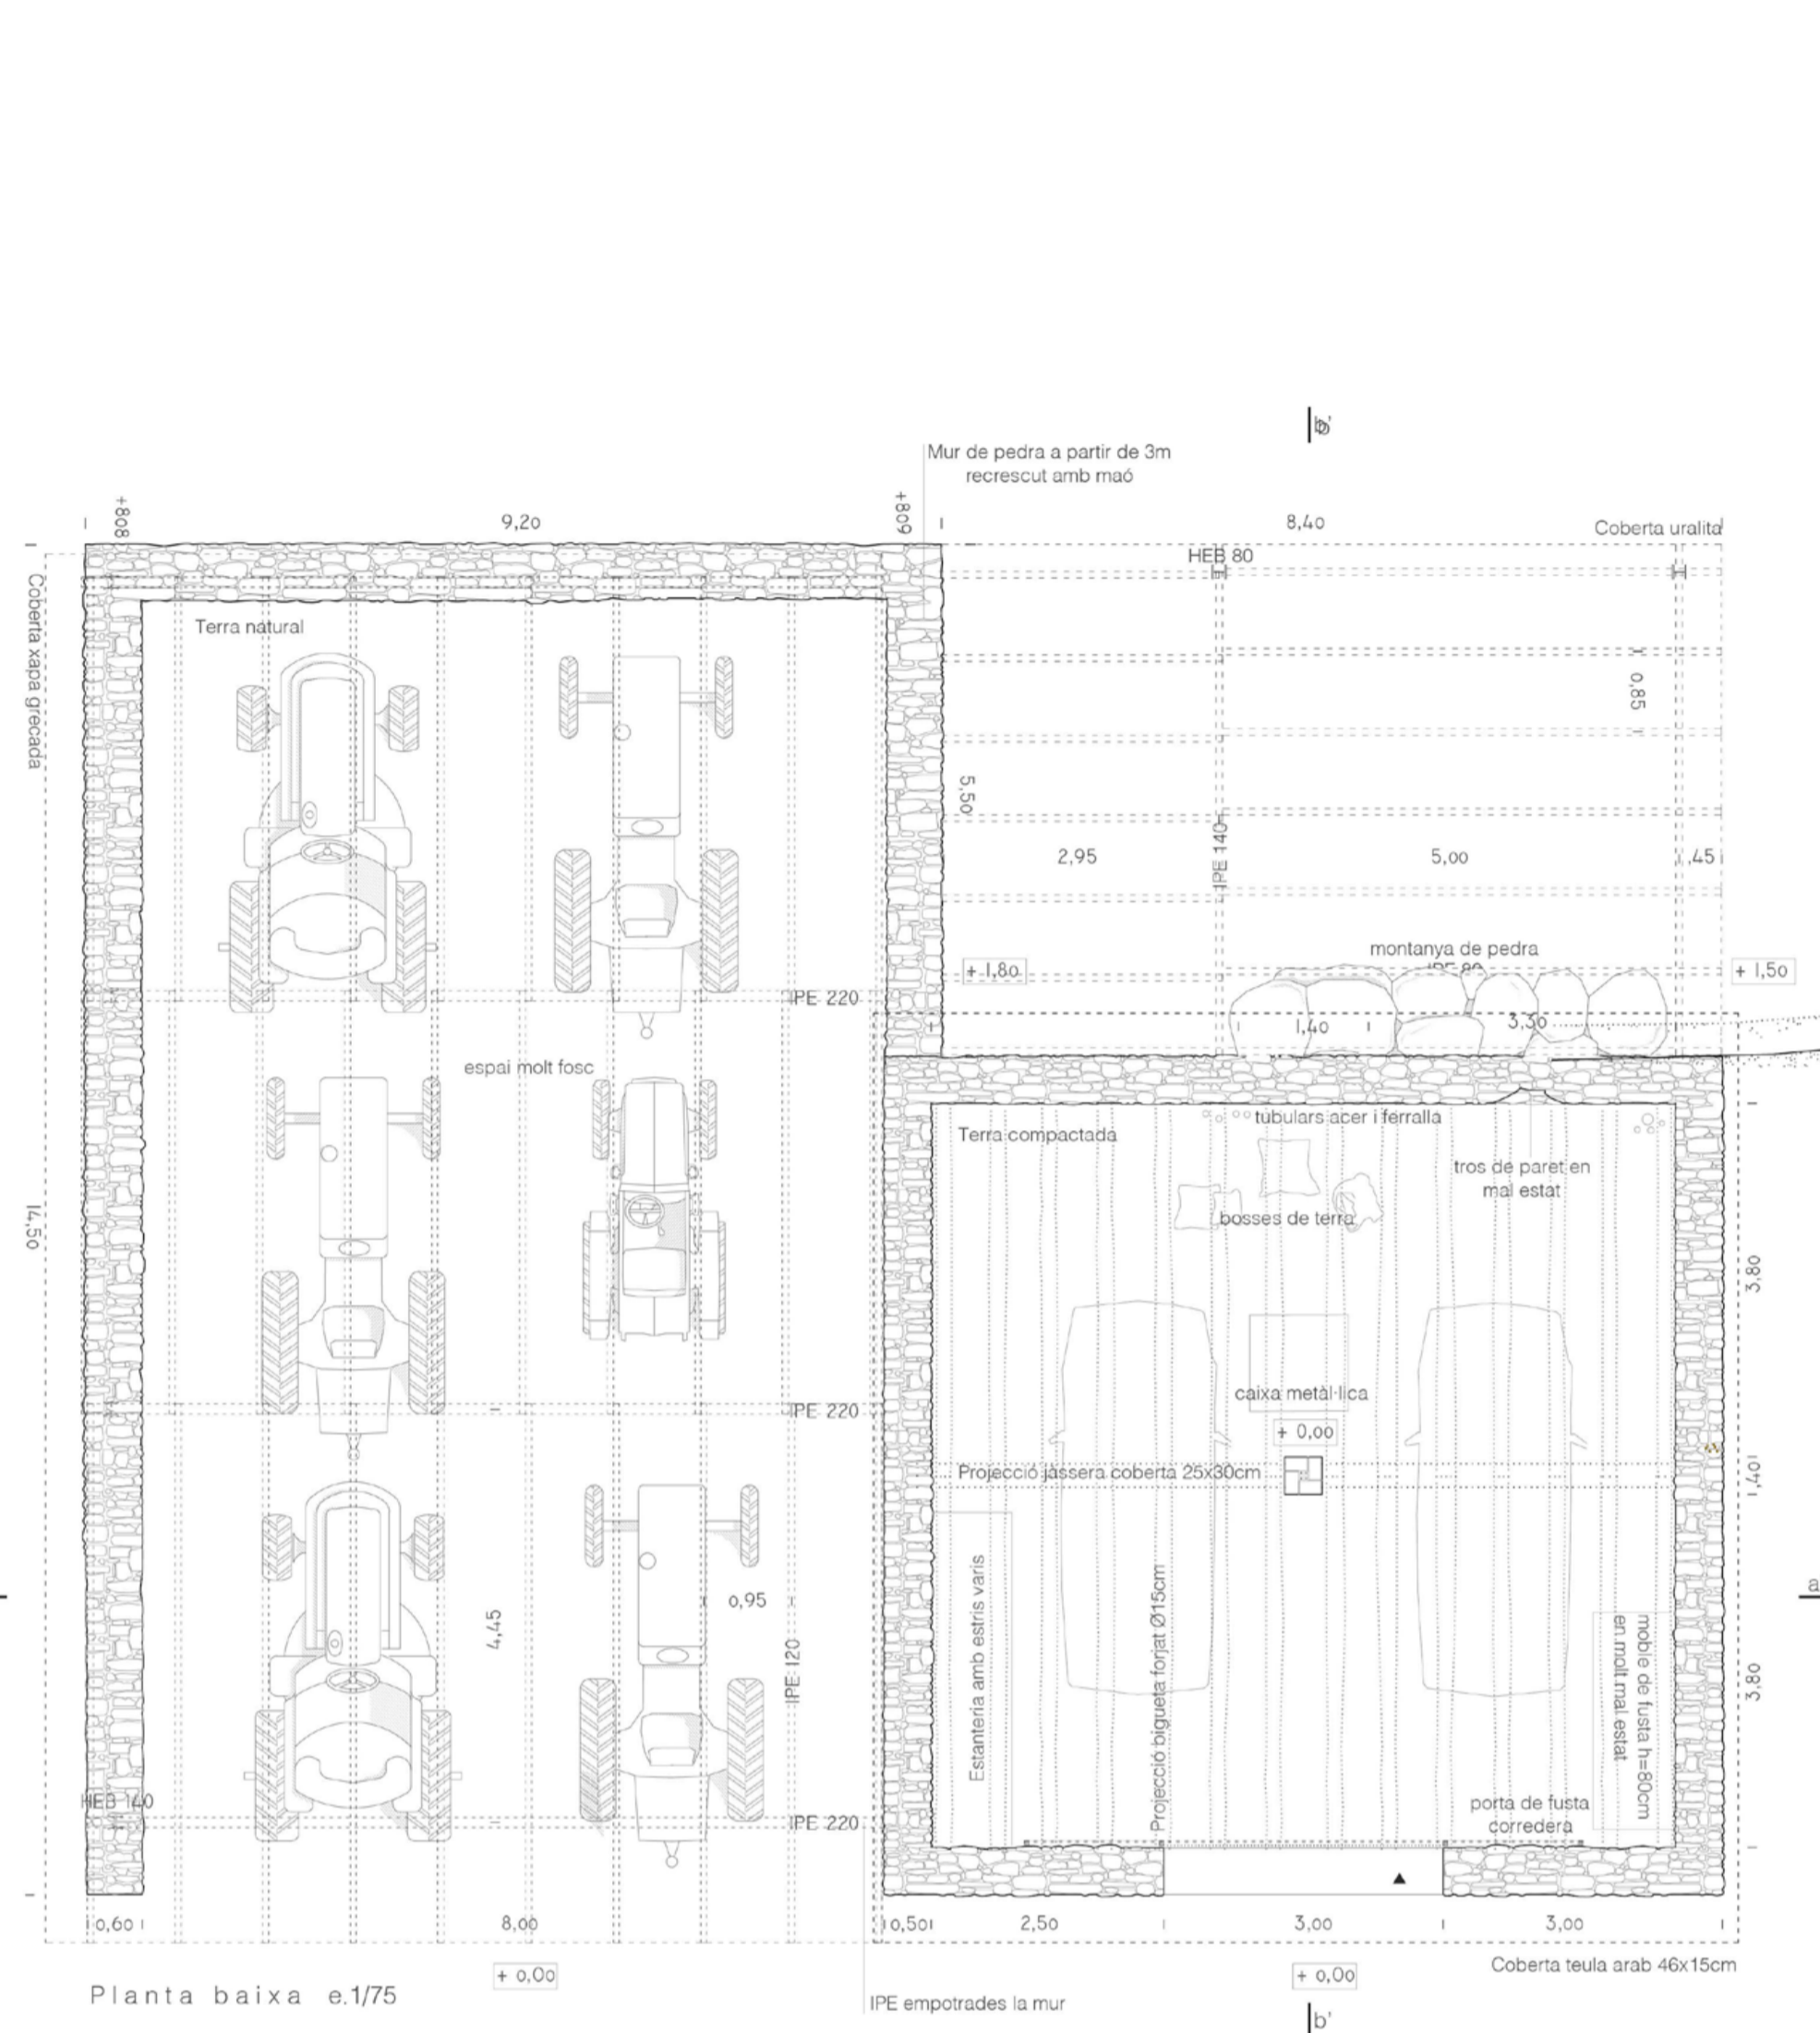 b'
Mur de pedra a partir de 3m
recrescut amb maó
+808
9,20
+809
8,40
Coberta uralita
HEB 80
Coberta xapa grecada
Terra natural
0,85
5,50
2,95
IPE 140
5,00
,45
montanya de pedra
+ 1,80
IPE 80
+ 1,50
IPE 220
1,40
3,30
espai molt fosc
tubulars acer i ferralla
Terra compactada
tros de paret en
mal estat
bosses de terra
14,50
3,80
caixa metàl·lica
IPE 220
+ 0,00
Projecció jàssera coberta 25x30cm
,40
Estanteria amb estris varis
Projecció bigueta forjat Ø15cm
a
0,95
4,45
IPE 120
moble de fusta h=80cm
en molt mal estat
3,80
HEB 140
IPE 220
porta de fusta
corredera
0,60
8,00
0,50
2,50
3,00
3,00
+ 0,00
+ 0,00
Coberta teula arab 46x15cm
Planta baixa e.1/75
IPE empotrades la mur
b'